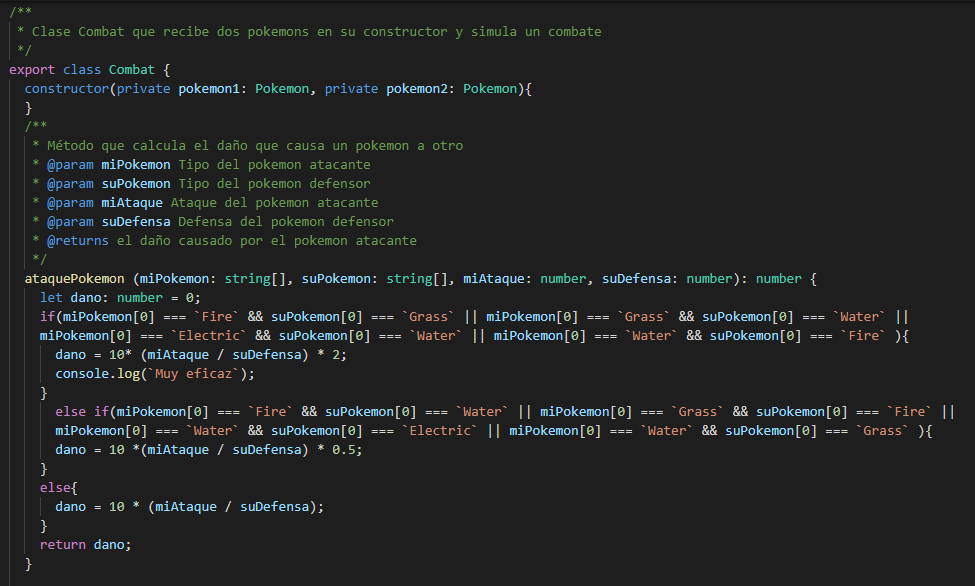 /**
 * Clase Combat que recibe dos pokemons en su constructor y simula un combate
 */
export class Combat {
  constructor(private pokemon1: Pokemon, private pokemon2: Pokemon){
  }
  /**
   * Método que calcula el daño que causa un pokemon a otro
   * @param miPokemon Tipo del pokemon atacante
   * @param suPokemon Tipo del pokemon defensor
   * @param miAtaque Ataque del pokemon atacante
   * @param suDefensa Defensa del pokemon defensor
   * @returns el daño causado por el pokemon atacante
   */
  ataquePokemon (miPokemon: string[], suPokemon: string[], miAtaque: number, suDefensa: number): number {
    let dano: number = 0;
    if(miPokemon[0] === `Fire` && suPokemon[0] === `Grass` || miPokemon[0] === `Grass` && suPokemon[0] === `Water` ||
    miPokemon[0] === `Electric` && suPokemon[0] === `Water` || miPokemon[0] === `Water` && suPokemon[0] === `Fire` ){
      dano = 10* (miAtaque / suDefensa) * 2;
      console.log(`Muy eficaz`);
    }
      else if(miPokemon[0] === `Fire` && suPokemon[0] === `Water` || miPokemon[0] === `Grass` && suPokemon[0] === `Fire` ||
      miPokemon[0] === `Water` && suPokemon[0] === `Electric` || miPokemon[0] === `Water` && suPokemon[0] === `Grass` ){
      dano = 10 *(miAtaque / suDefensa) * 0.5;
    }
    else{
      dano = 10 * (miAtaque / suDefensa);
    }
    return dano;
  }